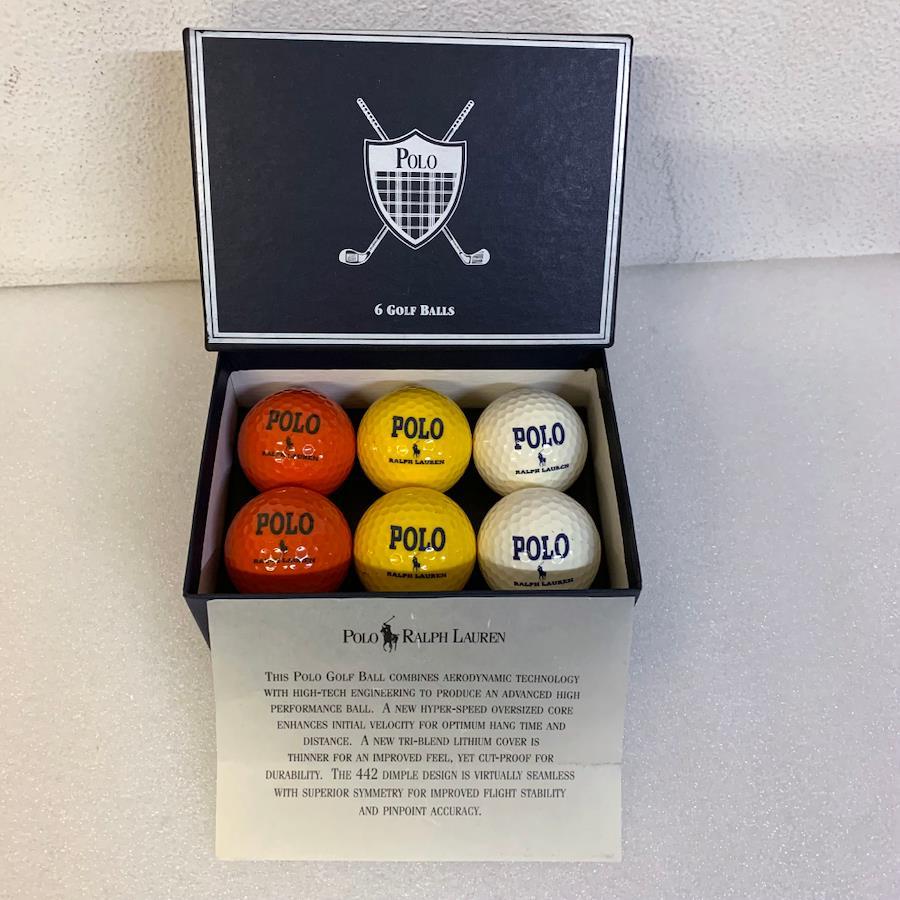 POLO
6 GOLF BALLS
POLO
RALPH LAUREN
POLO
RALPH LAUREN
POLO
RALPH LAUREN
POLO
RALPH LAUREN
POLO
RALPH LAUREN
POLO
RALPH LAUREN
POLO RALPH LAUREN
THIS POLO GOLF BALL COMBINES AERODYNAMIC TECHNOLOGY
WITH HIGH-TECH ENGINEERING TO PRODUCE AN ADVANCED HIGH
PERFORMANCE BALL. A NEW HYPER-SPEED OVERSIZED CORE
ENHANCES INITIAL VELOCITY FOR OPTIMUM HANG TIME AND
DISTANCE. A NEW TRI-BLEND LITHIUM COVER IS
THINNER FOR AN IMPROVED FEEL, YET CUT-PROOF FOR
DURABILITY. THE 442 DIMPLE DESIGN IS VIRTUALLY SEAMLESS
WITH SUPERIOR SYMMETRY FOR IMPROVED FLIGHT STABILITY
AND PINPOINT ACCURACY.